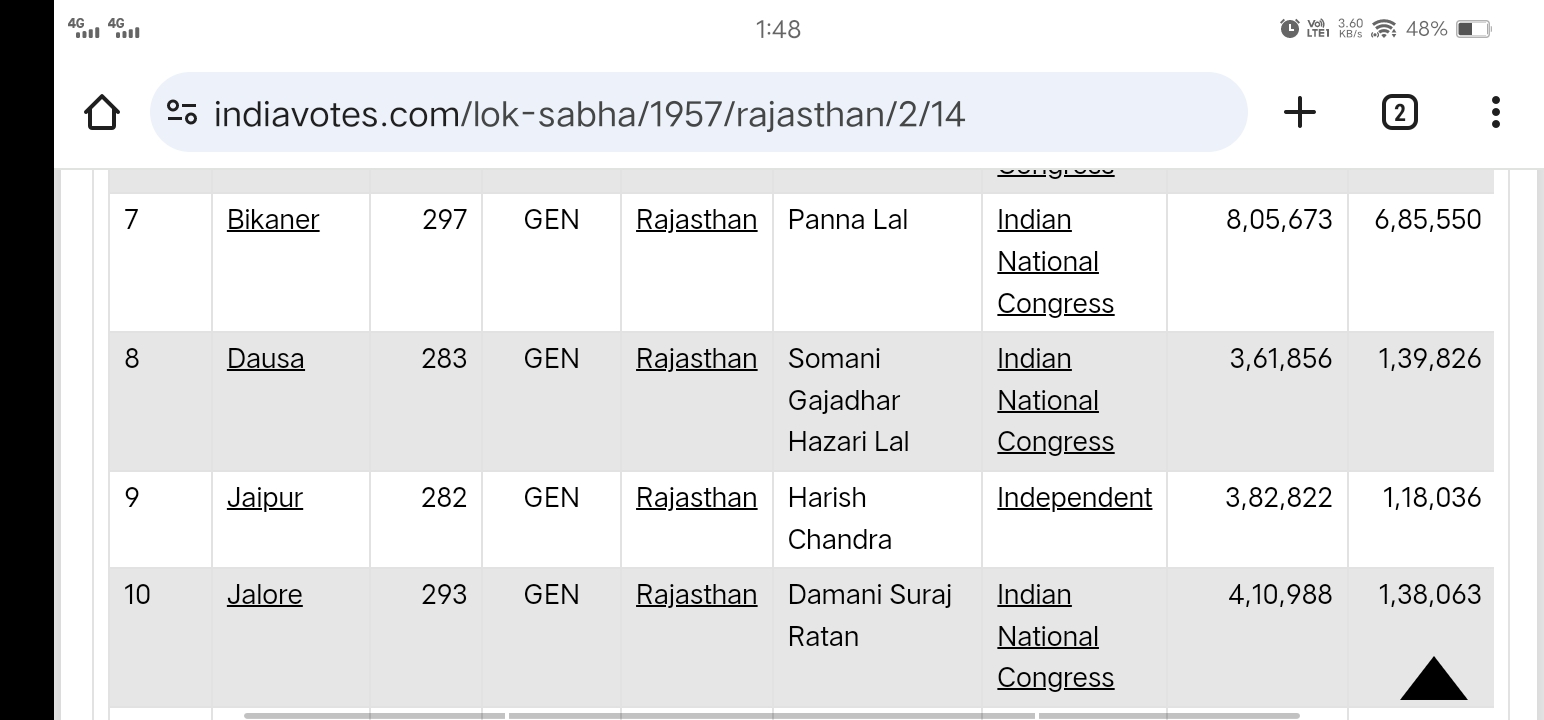 4G 4G 1:48 Vo) LTE1 3.60 KB/s 48%
indiavotes.com/lok-sabha/1957/rajasthan/2/14 2
Congress
7 Bikaner 297 GEN Rajasthan Panna Lal Indian 8,05,673 6,85,550
National
Congress
8 Dausa 283 GEN Rajasthan Somani Indian 3,61,856 1,39,826
Gajadhar National
Hazari Lal Congress
9 Jaipur 282 GEN Rajasthan Harish Independent 3,82,822 1,18,036
Chandra
10 Jalore 293 GEN Rajasthan Damani Suraj Indian 4,10,988 1,38,063
Ratan National
Congress